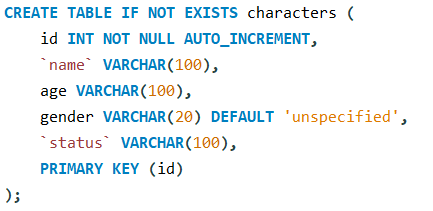 CREATE TABLE IF NOT EXISTS characters (
    id INT NOT NULL AUTO_INCREMENT,
    `name` VARCHAR(100),
    age VARCHAR(100),
    gender VARCHAR(20) DEFAULT 'unspecified',
    `status` VARCHAR(100),
    PRIMARY KEY (id)
);